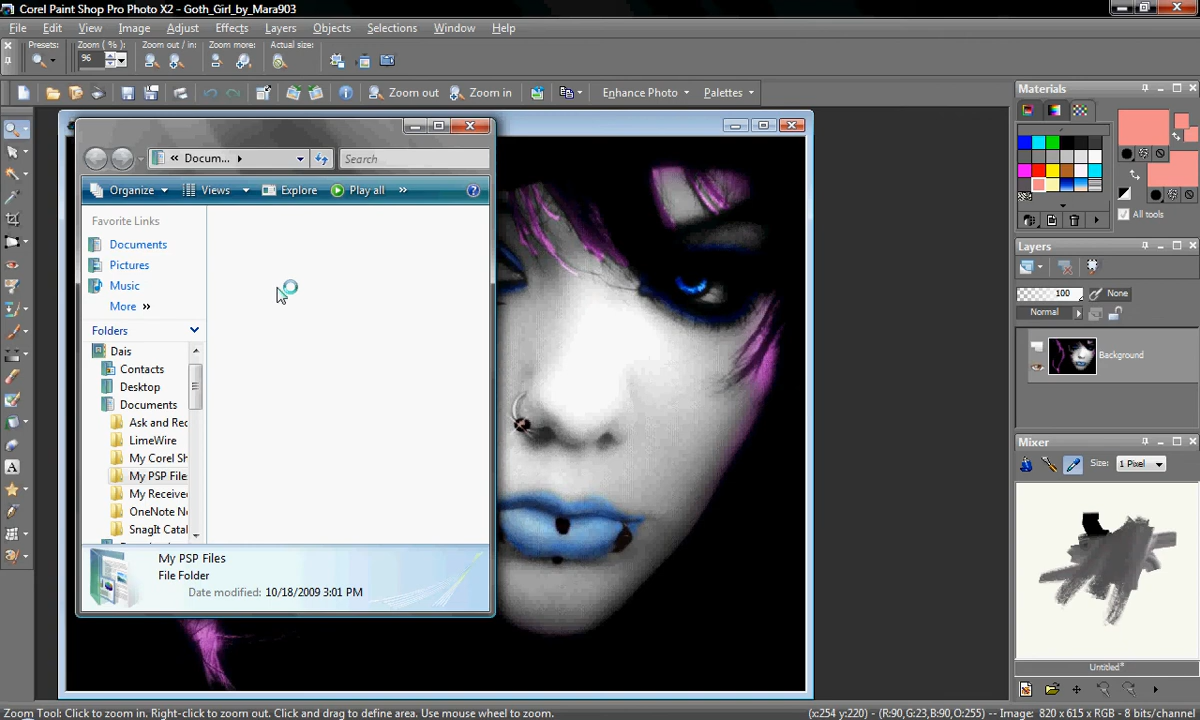 Corel Paint Shop Pro Photo X2 - Goth_Girl_by_Mara903
File Edit View Image Adjust Effects Layers Objects Selections Window Help
Presets: Zoom (%): Zoom out / in: Zoom more: Actual size:
96
Zoom out Zoom in Enhance Photo Palettes
Materials
All tools
Docum... Search
Organize Views Explore Play all »
Favorite Links
Documents
Pictures
Music
More »
Folders
Dais
Contacts
Desktop
Documents
Ask and Rec
LimeWire
My Corel Sh
My PSP File
My Receive
OneNote N
SnagIt Catal
My PSP Files
File Folder
Date modified: 10/18/2009 3:01 PM
Layers
100 None
Normal
Background
Mixer
Size: 1 Pixel
Untitled*
Zoom Tool: Click to zoom in. Right-click to zoom out. Click and drag to define area. Use mouse wheel to zoom. (x:254 y:220) - (R:90,G:23,B:90,O:255) -- Image: 820 x 615 x RGB - 8 bits/channel